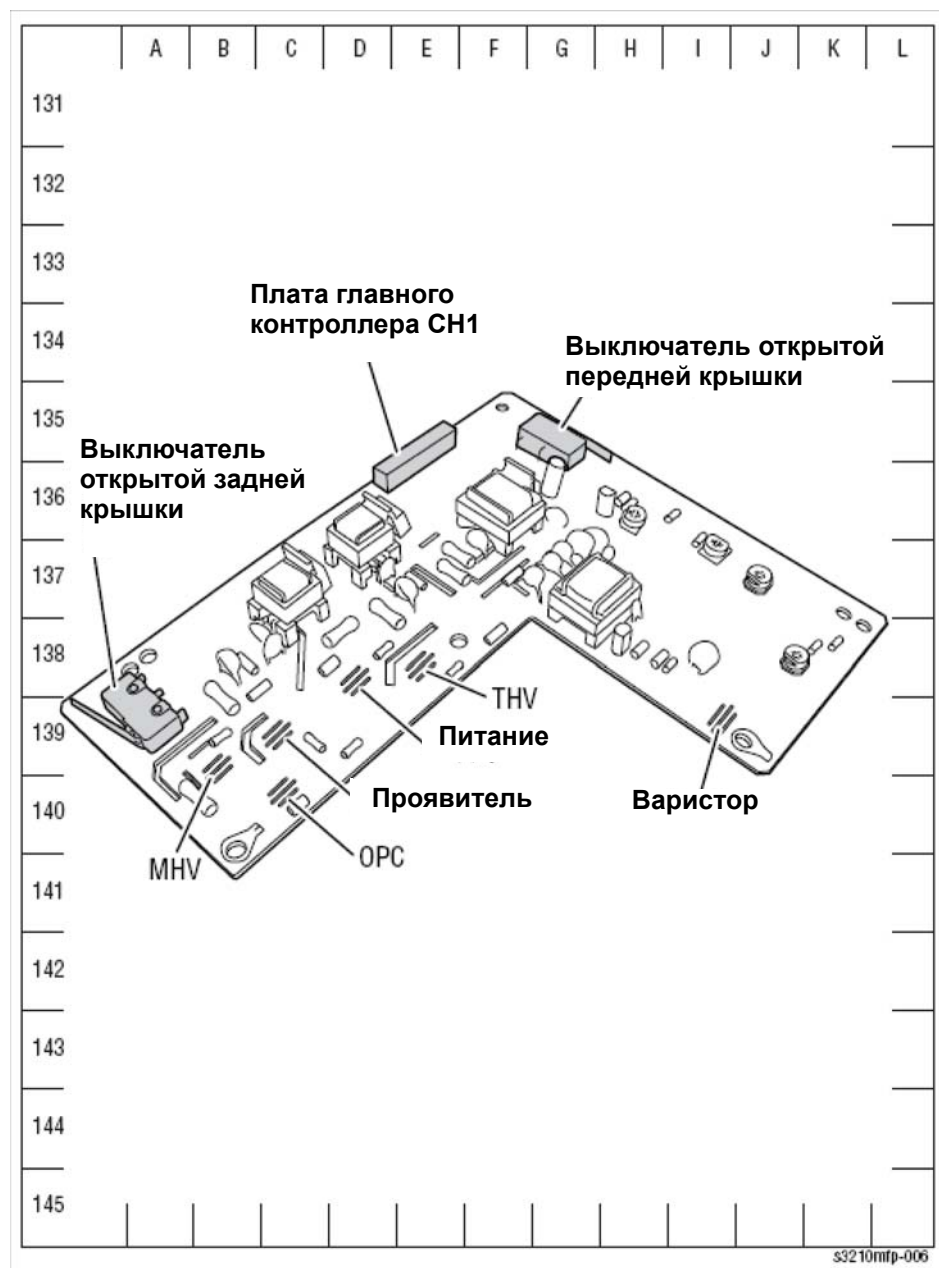 A B C D E F G H I J K L
131
132
133
Плата главного
контроллера CH1
134
Выключатель открытой
передней крышки
135
Выключатель
открытой задней
крышки
136
137
138
THV
139
Питание
Проявитель
Варистор
140
MHV
OPC
141
142
143
144
145
s3210mfp-006